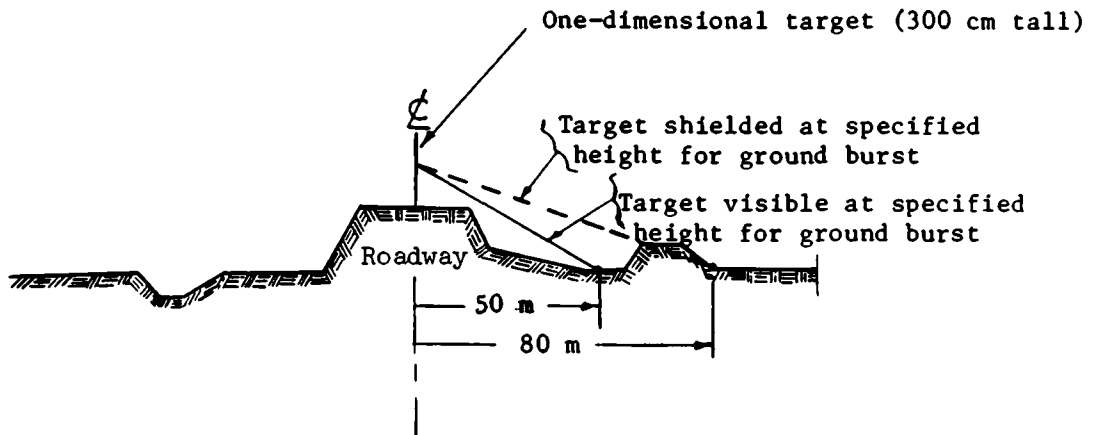 One-dimensional target (300 cm tall)
℄
Target shielded at specified
height for ground burst
Target visible at specified
height for ground burst
Roadway
50 m
80 m